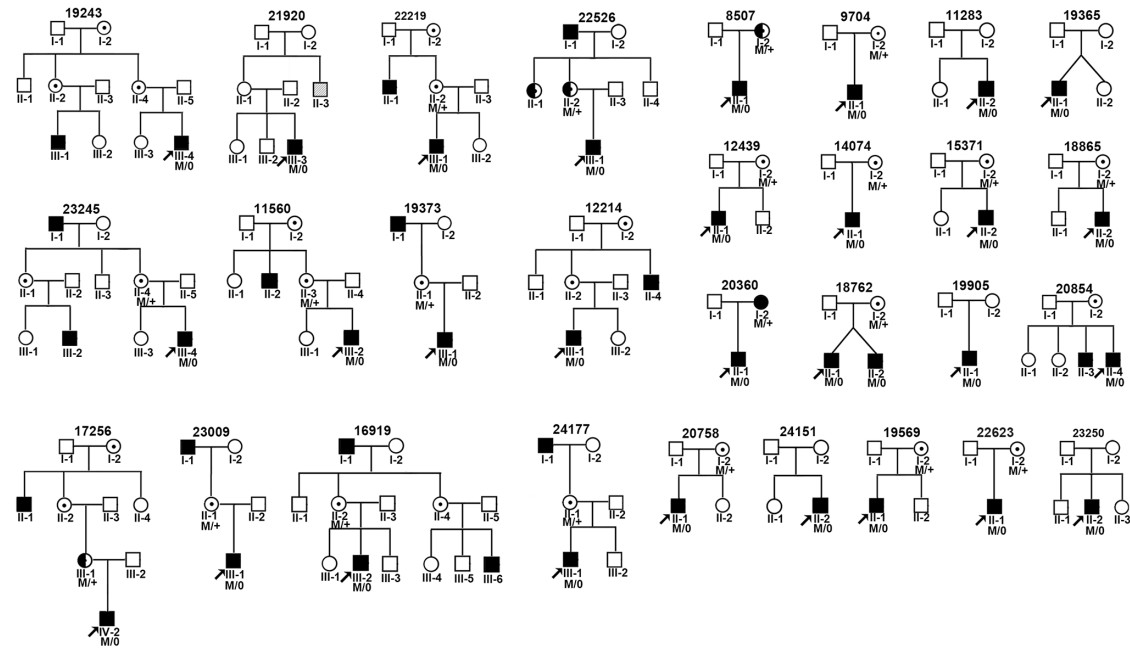 19243
I-1 I-2
II-1 II-2 II-3 II-4 II-5
III-1 III-2 III-3 III-4
M/0
21920
I-1 I-2
II-1 II-2 II-3
III-1 III-2 III-3
M/0
22219
I-1 I-2
II-1 II-2 II-3
M/+
III-1 III-2
M/0
22526
I-1 I-2
II-1 II-2 II-3 II-4
M/+
III-1
M/0
8507
I-1 I-2
M/+
II-1
M/0
9704
I-1 I-2
M/+
II-1
M/0
11283
I-1 I-2
II-1 II-2
M/0
19365
I-1 I-2
II-1 II-2
M/0
12439
I-1 I-2
M/+
II-1 II-2
M/0
14074
I-1 I-2
M/+
II-1
M/0
15371
I-1 I-2
M/+
II-1 II-2
M/0
18865
I-1 I-2
M/+
II-1 II-2
M/0
23245
I-1 I-2
II-1 II-2 II-3 II-4 II-5
M/+
III-1 III-2 III-3 III-4
M/0
11560
I-1 I-2
II-1 II-2 II-3 II-4
M/+
III-1 III-2
M/0
19373
I-1 I-2
II-1 II-2
M/+
III-1
M/0
12214
I-1 I-2
II-1 II-2 II-3 II-4
III-1 III-2
M/0
20360
I-1 I-2
M/+
II-1
M/0
18762
I-1 I-2
M/+
II-1 II-2
M/0 M/0
19905
I-1 I-2
II-1
M/0
20854
I-1 I-2
II-1 II-2 II-3 II-4
M/0
17256
I-1 I-2
II-1 II-2 II-3 II-4
III-1 III-2
M/+
IV-2
M/0
23009
I-1 I-2
II-1 II-2
M/+
III-1
M/0
16919
I-1 I-2
II-1 II-2 II-3 II-4 II-5
M/+
III-1 III-2 III-3 III-4 III-5 III-6
M/0
24177
I-1 I-2
II-1 II-2
M/+
III-1 III-2
M/0
20758
I-1 I-2
M/+
II-1 II-2
M/0
24151
I-1 I-2
II-1 II-2
M/0
19569
I-1 I-2
M/+
II-1 II-2
M/0
22623
I-1 I-2
M/+
II-1
M/0
23250
I-1 I-2
II-1 II-2 II-3
M/0